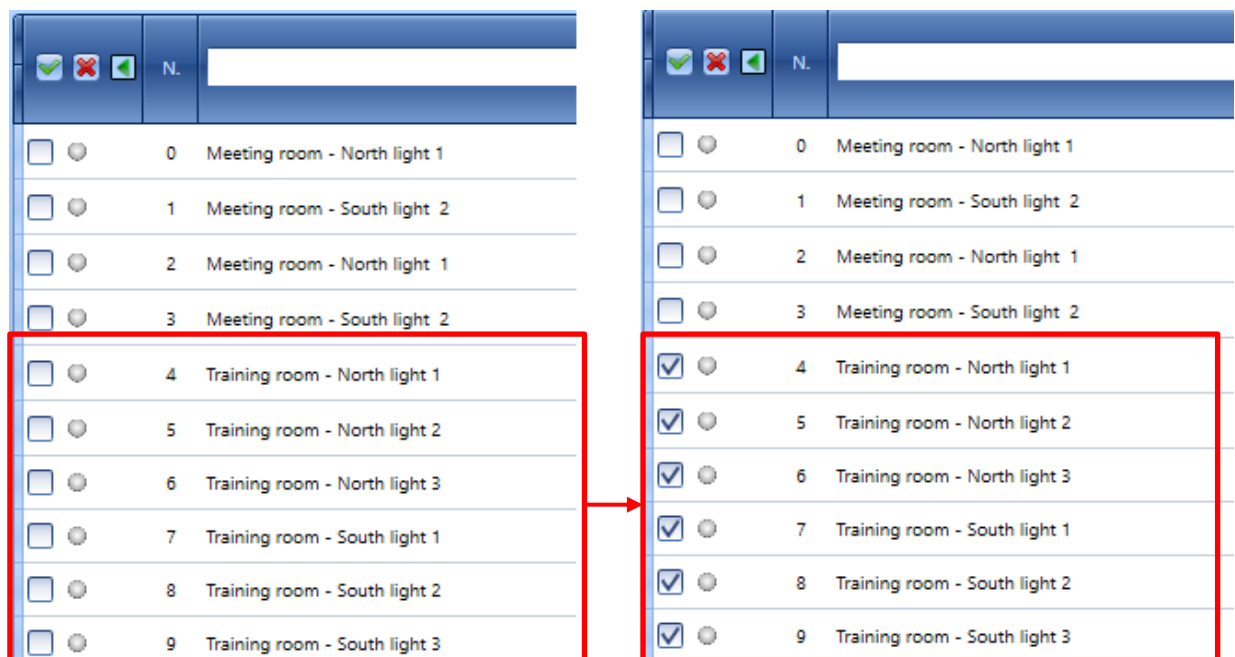 N.
0 Meeting room - North light 1
1 Meeting room - South light 2
2 Meeting room - North light 1
3 Meeting room - South light 2
4 Training room - North light 1
5 Training room - North light 2
6 Training room - North light 3
7 Training room - South light 1
8 Training room - South light 2
9 Training room - South light 3
N.
0 Meeting room - North light 1
1 Meeting room - South light 2
2 Meeting room - North light 1
3 Meeting room - South light 2
4 Training room - North light 1
5 Training room - North light 2
6 Training room - North light 3
7 Training room - South light 1
8 Training room - South light 2
9 Training room - South light 3